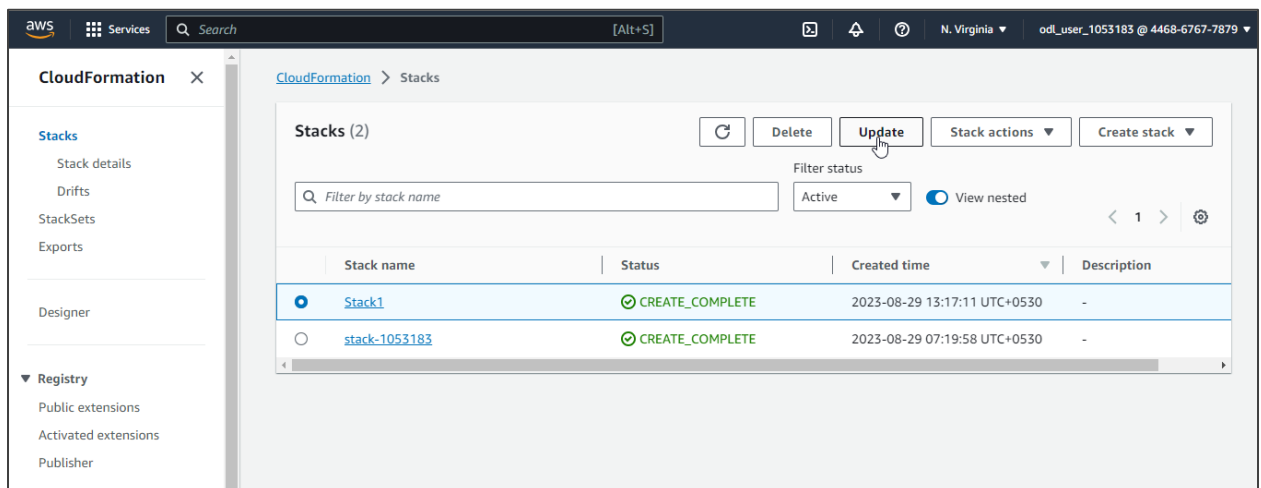 aws Services Search [Alt+S] N. Virginia ▼ odl_user_1053183 @ 4468-6767-7879 ▼
CloudFormation
Stacks
Stack details
Drifts
StackSets
Exports
Designer
▼ Registry
Public extensions
Activated extensions
Publisher
CloudFormation > Stacks
Stacks (2) Delete Update Stack actions ▼ Create stack ▼
Filter status
Filter by stack name Active ▼ View nested
< 1 >
Stack name Status Created time ▼ Description
Stack1 CREATE_COMPLETE 2023-08-29 13:17:11 UTC+0530 -
stack-1053183 CREATE_COMPLETE 2023-08-29 07:19:58 UTC+0530 -